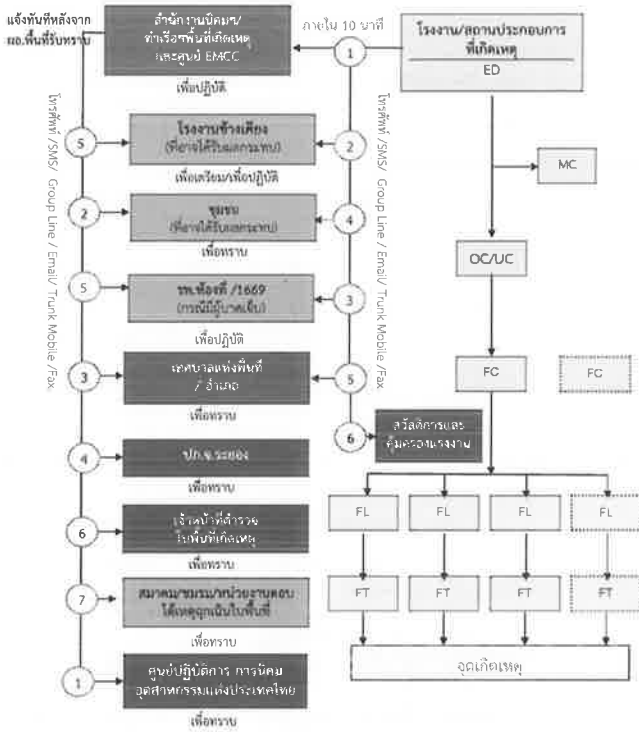 แจ้งทันทีหลังจาก
ผอ.พื้นที่รับทราบ
สำนักงานนิคมฯ/
ท่าเรือฯพื้นที่เกิดเหตุ
และศูนย์ EMCC
เพื่อปฏิบัติ
ภายใน 10 นาที
1
โรงงาน/สถานประกอบการ
ที่เกิดเหตุ
ED
MC
OC/UC
FC
FC
FL
FL
FL
FL
FT
FT
FT
FT
จุดเกิดเหตุ
โทรศัพท์ /SMS/ Group Line / Email/ Trunk Mobile /Fax
โทรศัพท์ /SMS/ Group Line / Email/ Trunk Mobile /Fax
5
โรงงานข้างเคียง
(ที่อาจได้รับผลกระทบ)
2
เพื่อเตรียม/เพื่อปฏิบัติ
2
ชุมชน
(ที่อาจได้รับผลกระทบ)
4
เพื่อทราบ
5
รพ.ท้องที่ /1669
(กรณีมีผู้บาดเจ็บ)
3
เพื่อปฏิบัติ
3
เทศบาลแห่งพื้นที่
/ อำเภอ
5
เพื่อทราบ
6
สวัสดิการและ
คุ้มครองแรงงาน
4
ปภ.จ.ระยอง
เพื่อทราบ
6
เจ้าหน้าที่ตำรวจ
ในพื้นที่เกิดเหตุ
เพื่อทราบ
7
สมาคม/ชมรม/หน่วยงานตอบ
โต้เหตุฉุกเฉินในพื้นที่
เพื่อทราบ
1
ศูนย์ปฏิบัติการ การนิคม
อุตสาหกรรมแห่งประเทศไทย
เพื่อทราบ